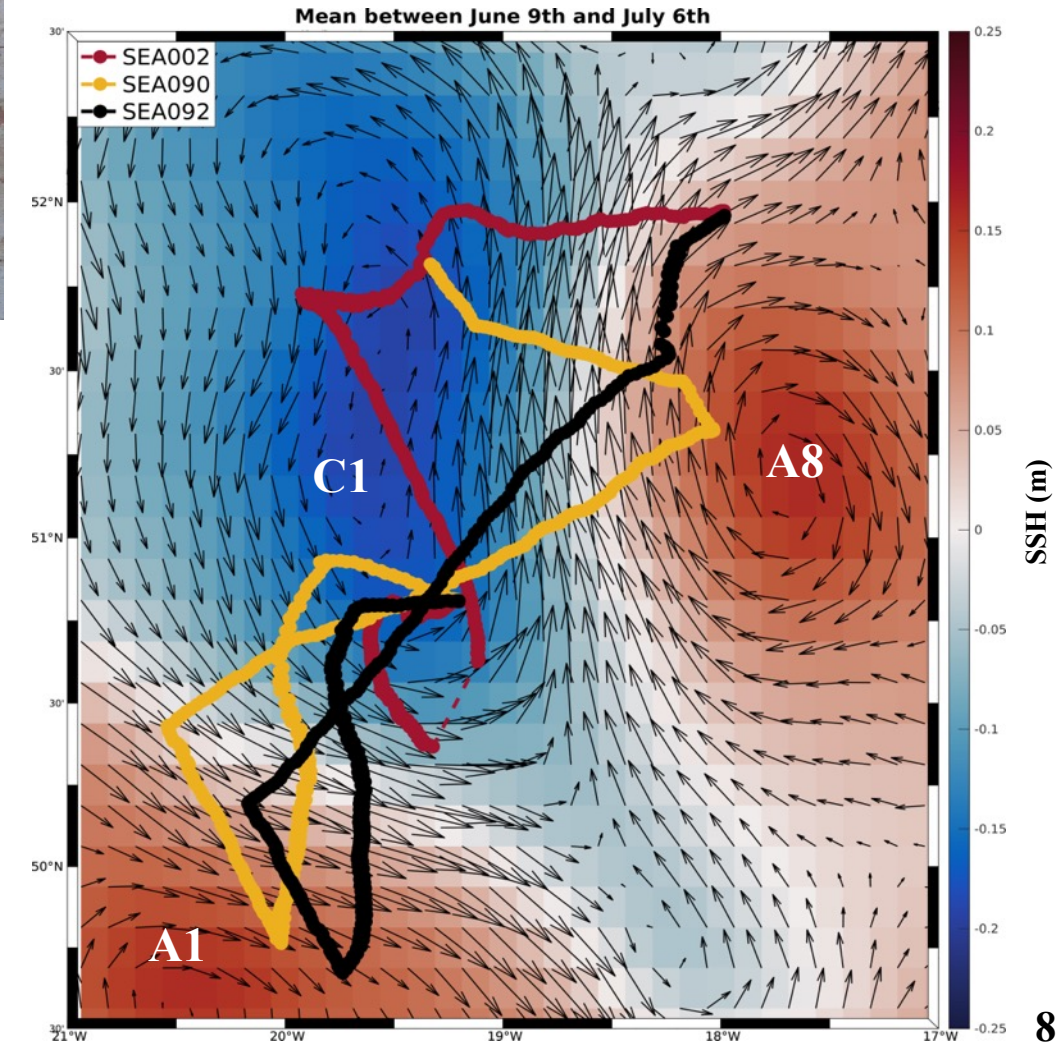 Mean between June 9th and July 6th
SEA002
SEA090
SEA092
30'
52°N
30'
51°N
30'
50°N
30'
21°W
20°W
19°W
18°W
17°W
C1
A8
A1
0.25
0.2
0.15
0.1
0.05
0
-0.05
-0.1
-0.15
-0.2
-0.25
SSH (m)
8